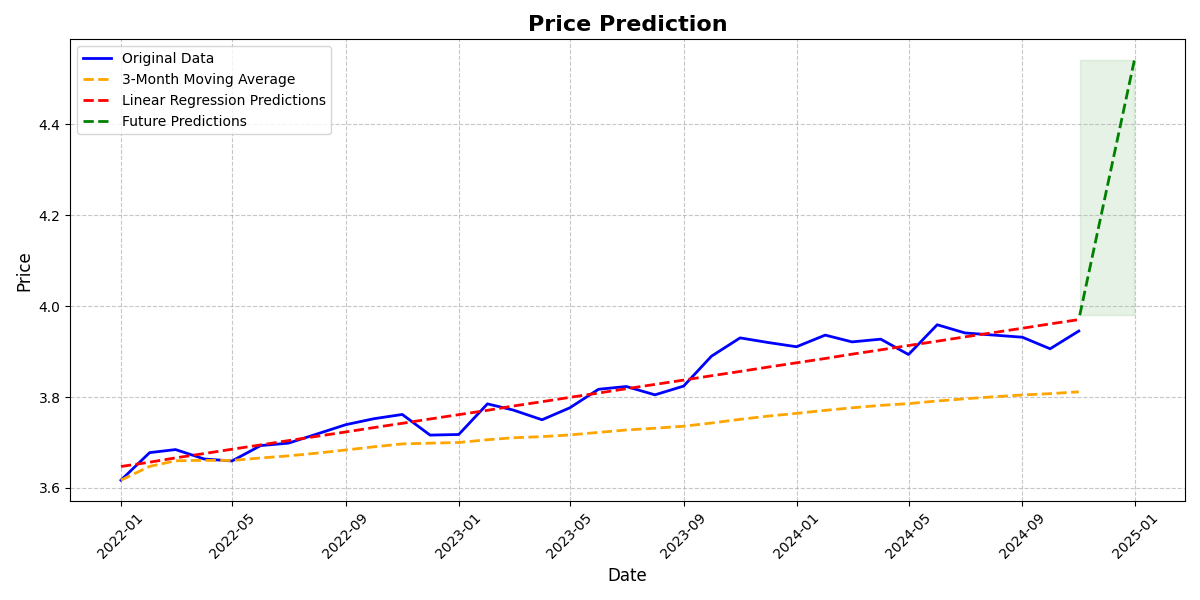 Price Prediction
Original Data
3-Month Moving Average
Linear Regression Predictions
Future Predictions
Price
4.4
4.2
4.0
3.8
3.6
2022-01
2022-05
2022-09
2023-01
2023-05
2023-09
2024-01
2024-05
2024-09
2025-01
Date